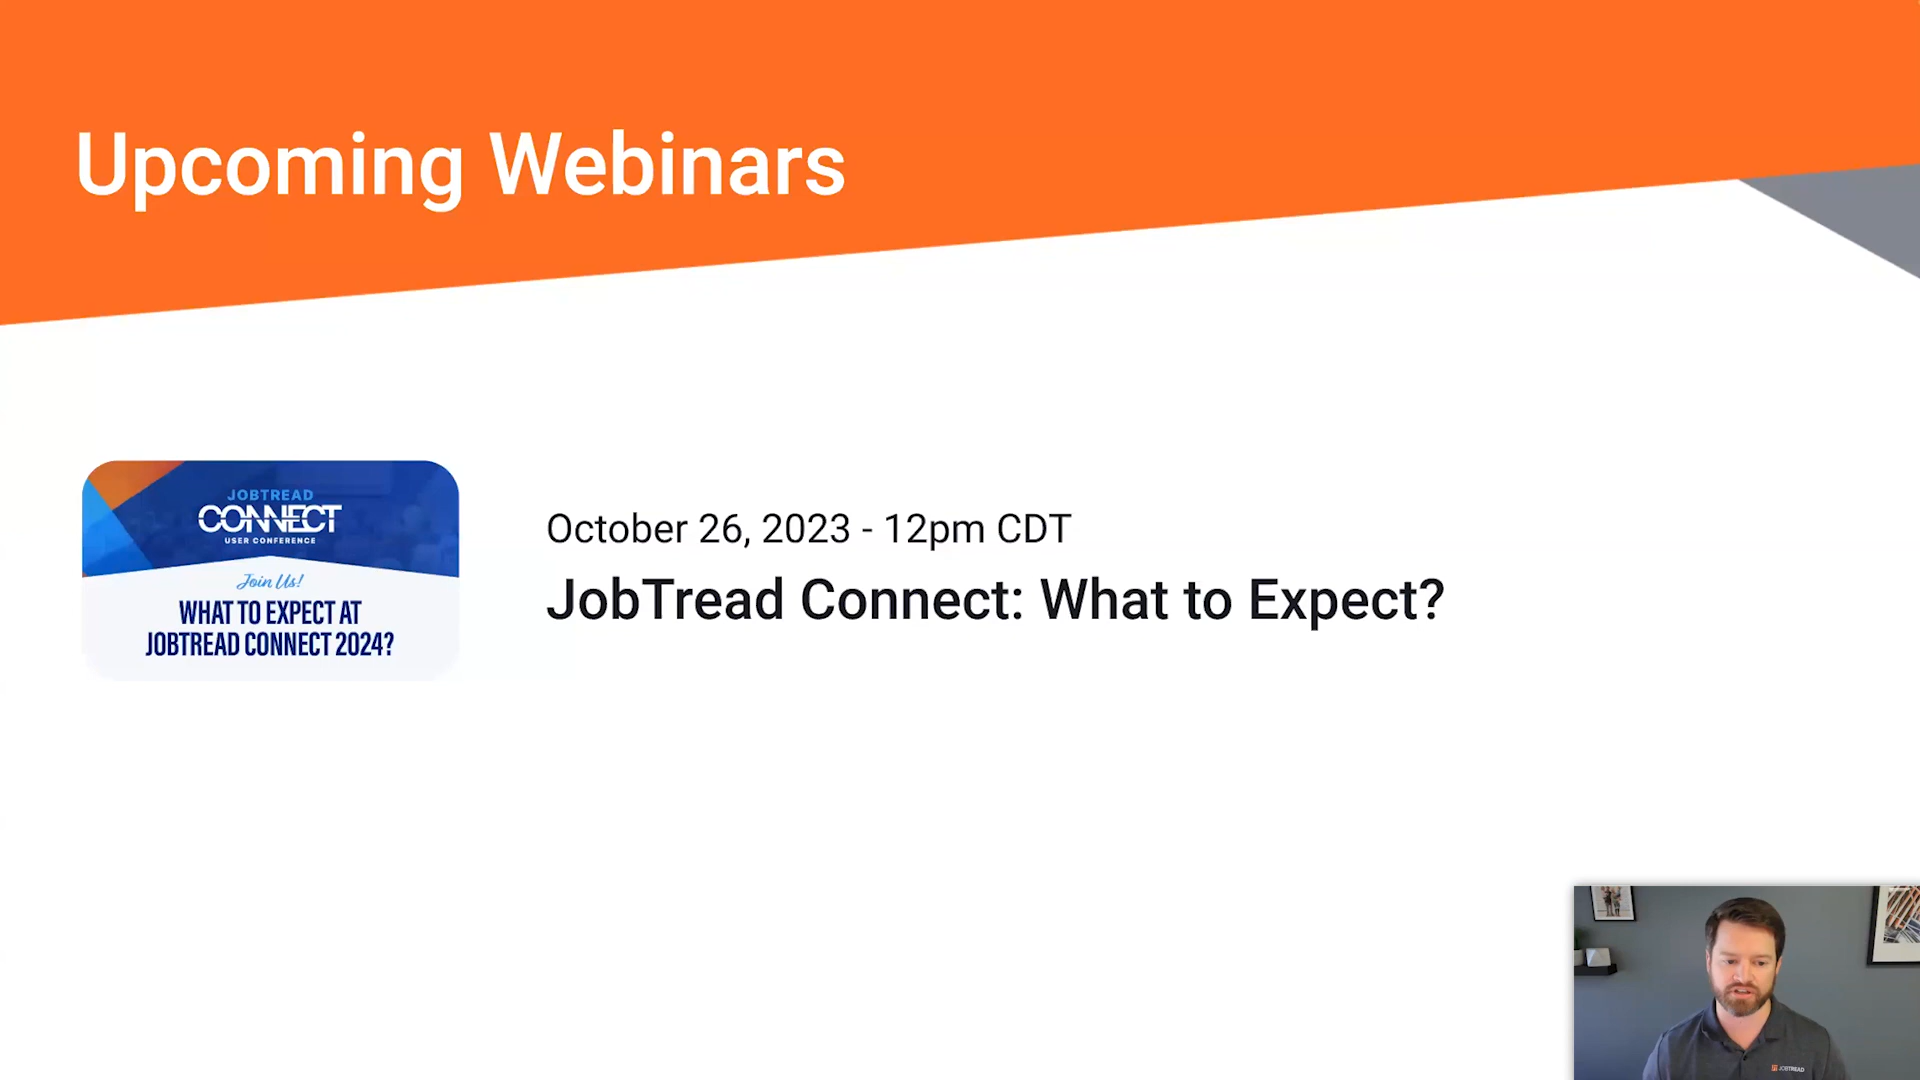 Upcoming Webinars
JOBTREAD
CONNECT
USER CONFERENCE
Join Us!
WHAT TO EXPECT AT
JOBTREAD CONNECT 2024?
October 26, 2023 - 12pm CDT
JobTread Connect: What to Expect?
JOBTREAD